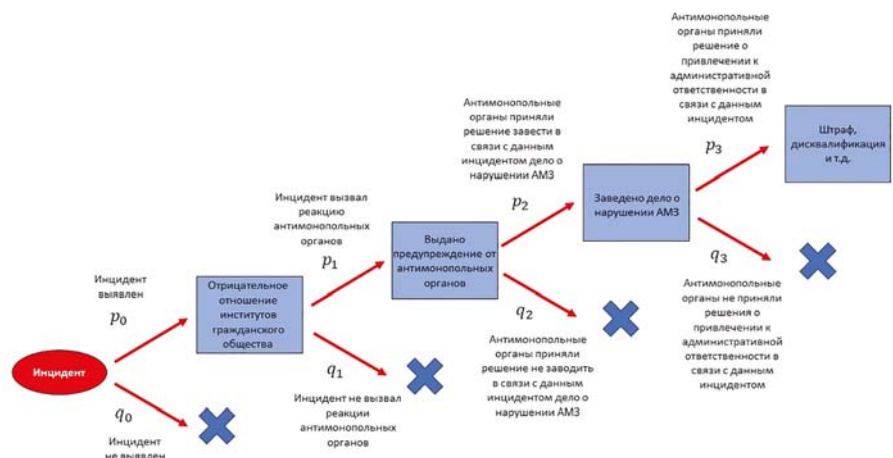 Антимонопольные
органы приняли
решение о
привлечении к
административной
ответственности в
связи с данным
инцидентом
p3
Штраф,
дисквалификация
и т.д.
Антимонопольные
органы приняли
решение завести в
связи с данным
инцидентом дело о
нарушении АМЗ
p2
Заведено дело о
нарушении АМЗ
q3
Антимонопольные
органы не приняли
решения о
привлечении к
административной
ответственности в
связи с данным
инцидентом
Инцидент вызвал
реакцию
антимонопольных
органов
p1
Выдано
предупреждение от
антимонопольных
органов
q2
Антимонопольные
органы приняли
решение не заводить
в связи с данным
инцидентом дело о
нарушении АМЗ
Инцидент
выявлен
p0
Отрицательное
отношение
институтов
гражданского
общества
q1
Инцидент не вызвал
реакции
антимонопольных
органов
Инцидент
q0
Инцидент
не выявлен